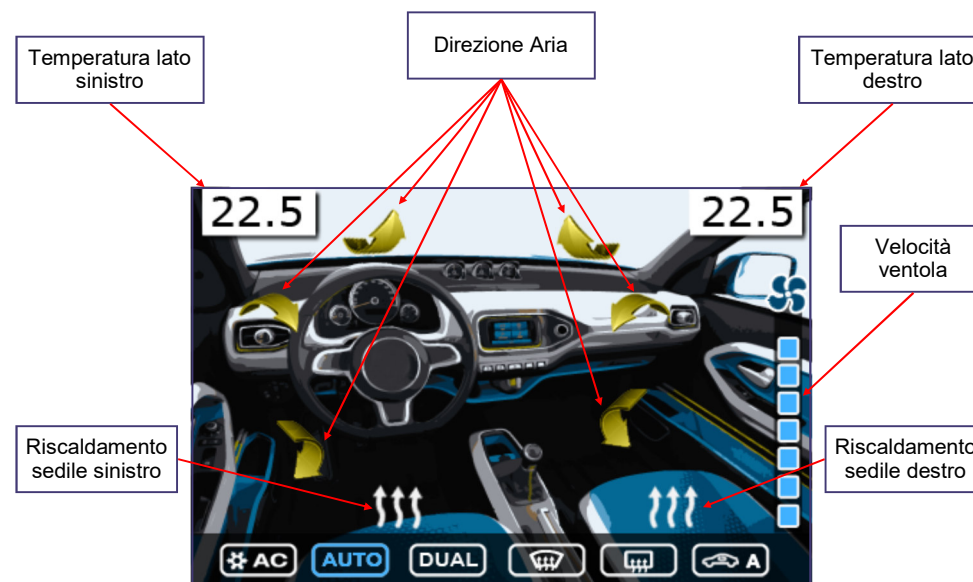 Temperatura lato
sinistro
Direzione Aria
Temperatura lato
destro
22.5
22.5
Velocità
ventola
Riscaldamento
sedile sinistro
Riscaldamento
sedile destro
AC
AUTO
DUAL
A